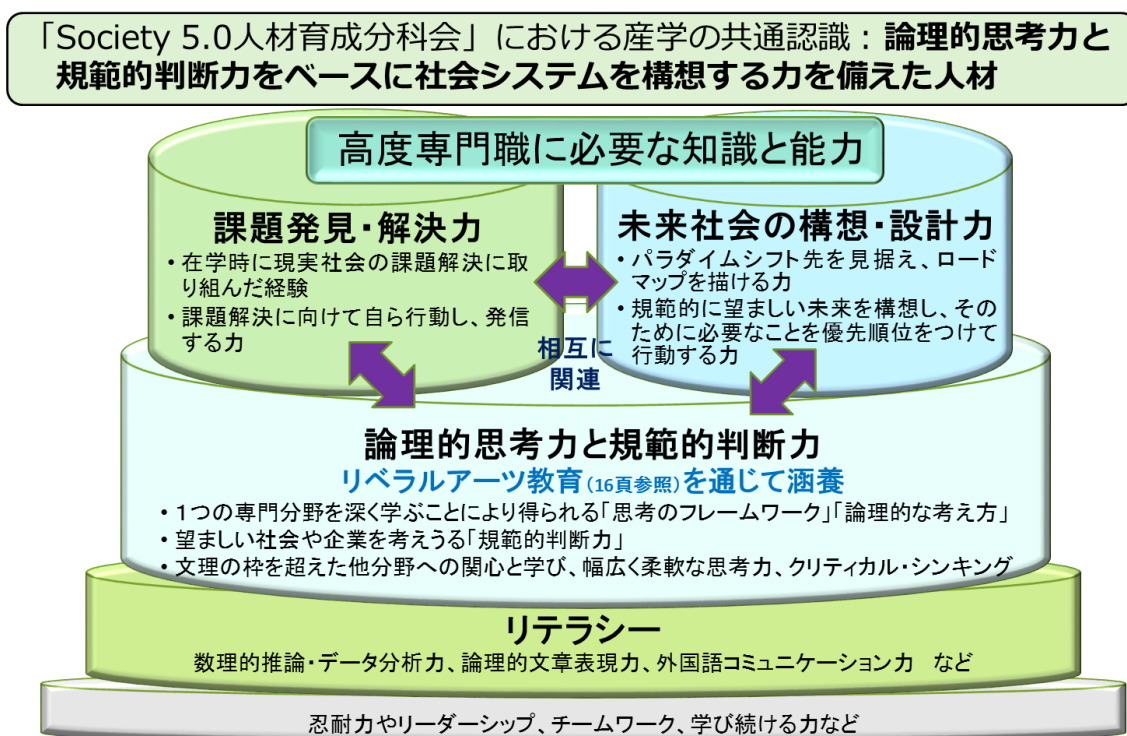 「Society 5.0人材育成分科会」における産学の共通認識：論理的思考力と
規範的判断力をベースに社会システムを構想する力を備えた人材
高度専門職に必要な知識と能力
課題発見・解決力
・在学時に現実社会の課題解決に取
り組んだ経験
・課題解決に向けて自ら行動し、発信
する力
未来社会の構想・設計力
・パラダイムシフト先を見据え、ロード
マップを描ける力
・規範的に望ましい未来を構想し、その
ために必要なことを優先順位をつけて
行動する力
相互に
関連
論理的思考力と規範的判断力
リベラルアーツ教育（16頁参照）を通じて涵養
・１つの専門分野を深く学ぶことにより得られる「思考のフレームワーク」「論理的な考え方」
・望ましい社会や企業を考えうる「規範的判断力」
・文理の枠を超えた他分野への関心と学び、幅広く柔軟な思考力、クリティカル・シンキング
リテラシー
数理的推論・データ分析力、論理的文章表現力、外国語コミュニケーション力　など
忍耐力やリーダーシップ、チームワーク、学び続ける力など